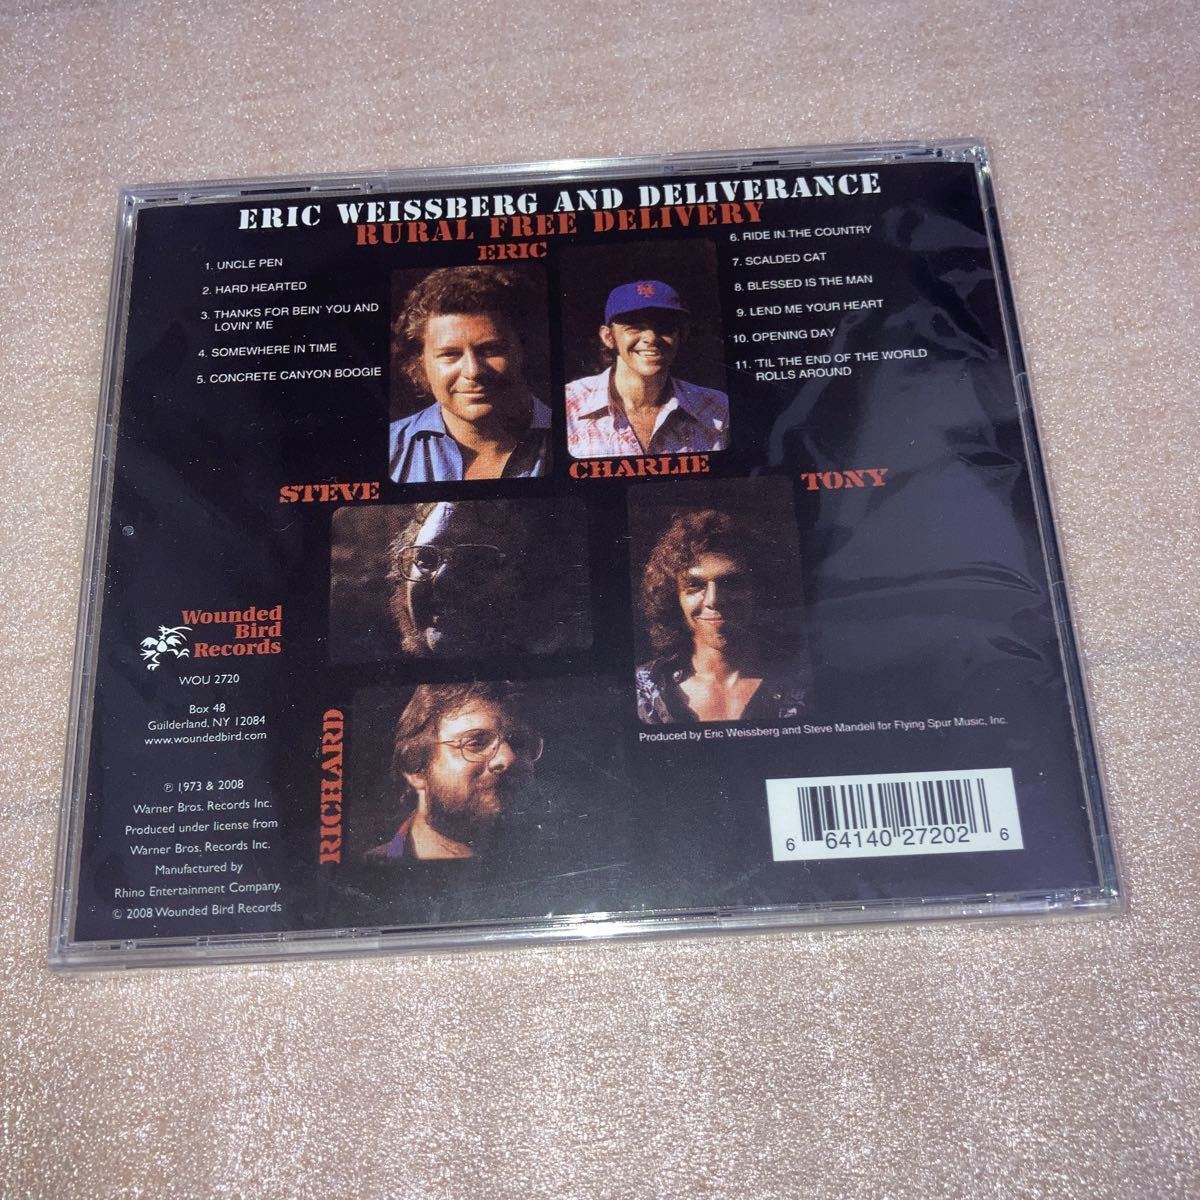 ERIC WEISSBERG AND DELIVERANCE
RURAL FREE DELIVERY
1. UNCLE PEN
2. HARD HEARTED
3. THANKS FOR BEIN' YOU AND
LOVIN' ME
4. SOMEWHERE IN TIME
5. CONCRETE CANYON BOOGIE
6. RIDE IN THE COUNTRY
7. SCALDED CAT
8. BLESSED IS THE MAN
9. LEND ME YOUR HEART
10. OPENING DAY
11. 'TIL THE END OF THE WORLD
ROLLS AROUND
ERIC
CHARLIE
STEVE
TONY
RICHARD
Wounded
Bird
Records
WOU 2720
Box 48
Guilderland, NY 12084
www.woundedbird.com
℗ 1973 & 2008
Warner Bros. Records Inc.
Produced under license from
Warner Bros. Records Inc.
Manufactured by
Rhino Entertainment Company.
© 2008 Wounded Bird Records
Produced by Eric Weissberg and Steve Mandell for Flying Spur Music, Inc.
6 64140 27202 6